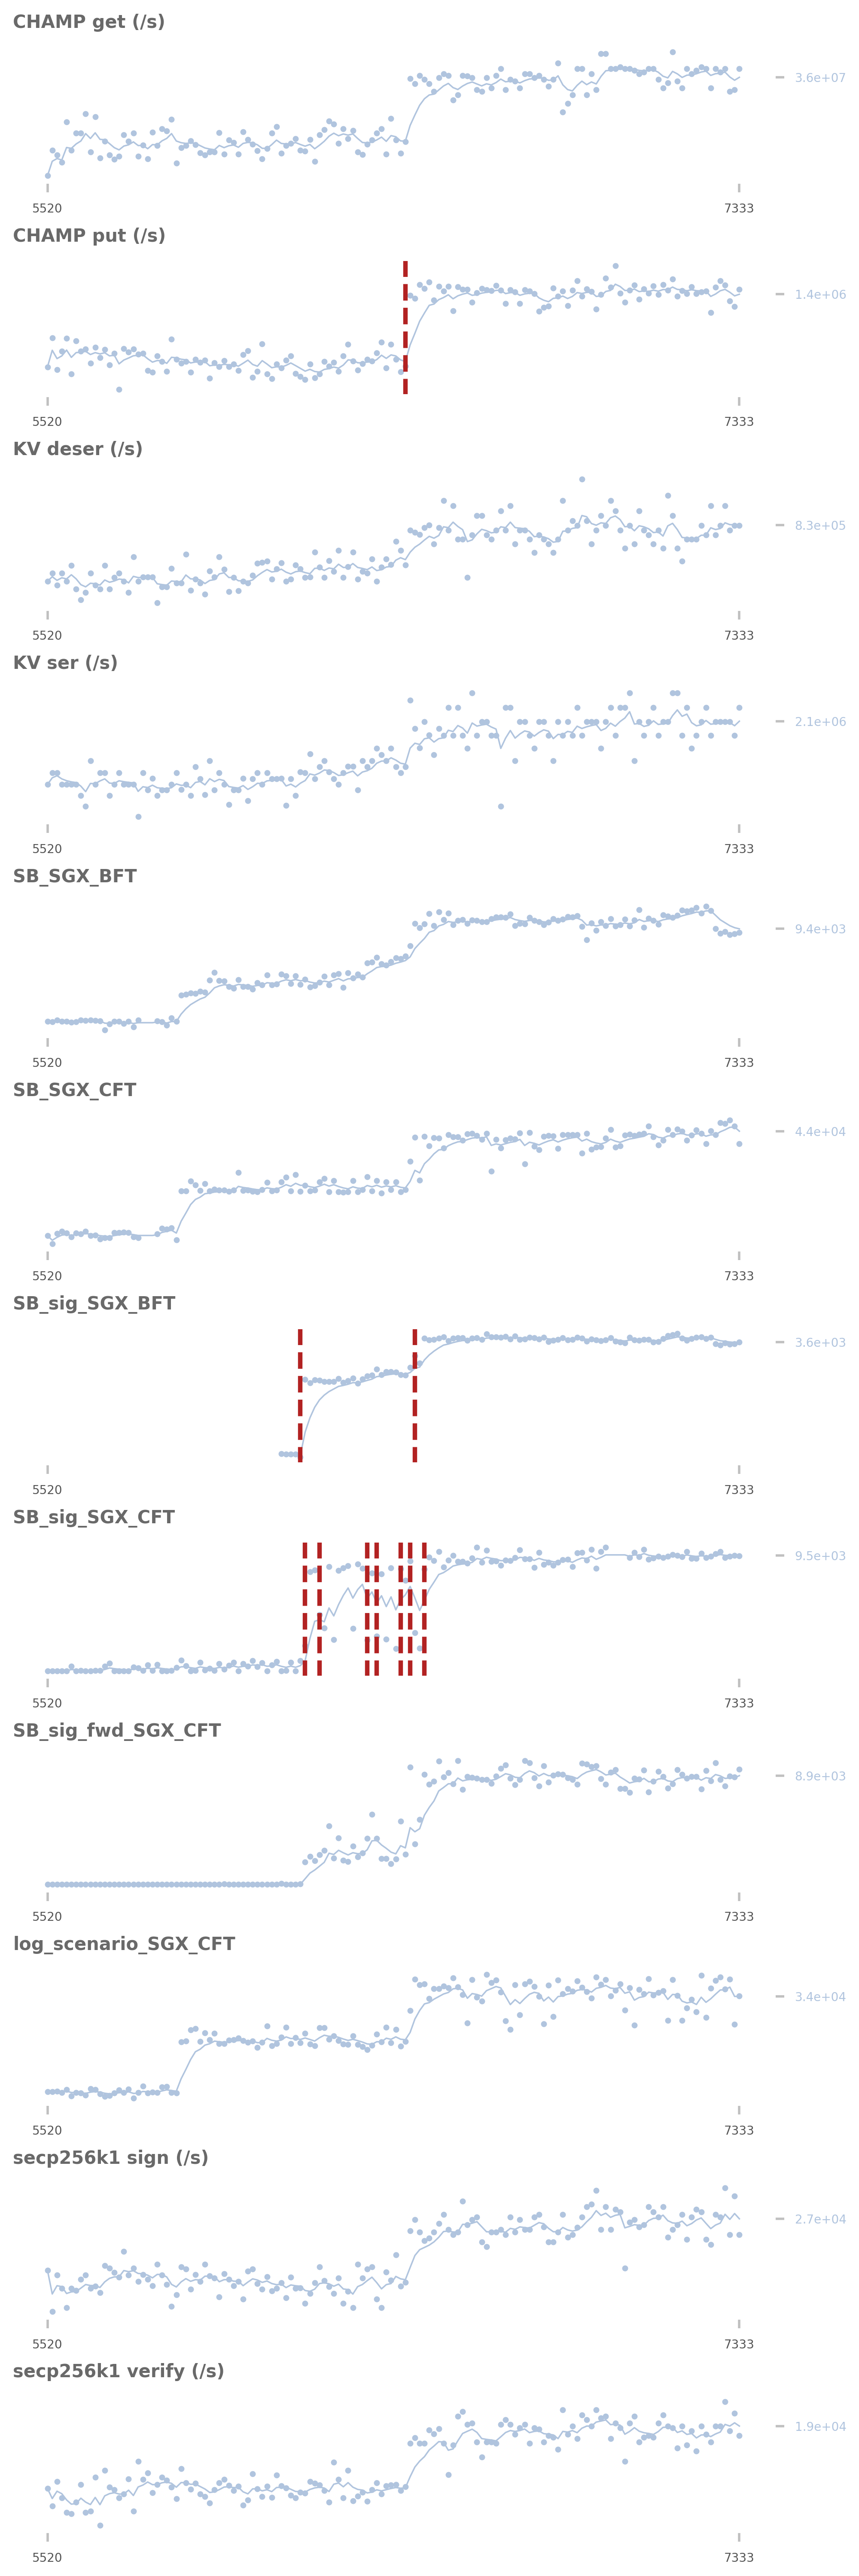 CHAMP get (/s)
3.6e+07
5520 7333
CHAMP put (/s)
1.4e+06
5520 7333
KV deser (/s)
8.3e+05
5520 7333
KV ser (/s)
2.1e+06
5520 7333
SB_SGX_BFT
9.4e+03
5520 7333
SB_SGX_CFT
4.4e+04
5520 7333
SB_sig_SGX_BFT
3.6e+03
5520 7333
SB_sig_SGX_CFT
9.5e+03
5520 7333
SB_sig_fwd_SGX_CFT
8.9e+03
5520 7333
log_scenario_SGX_CFT
3.4e+04
5520 7333
secp256k1 sign (/s)
2.7e+04
5520 7333
secp256k1 verify (/s)
1.9e+04
5520 7333